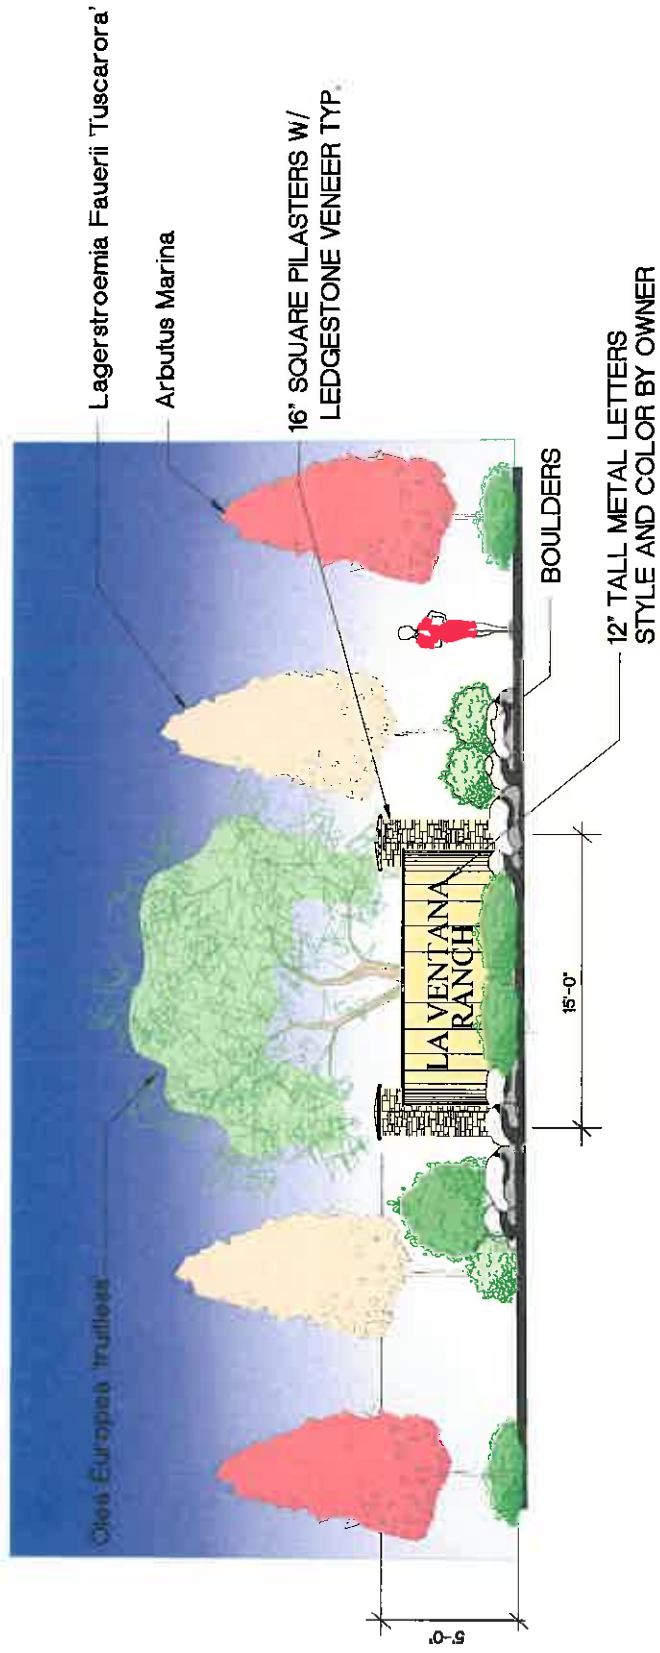 Lagerstroemia Fauerii 'Tuscarora'
Arbutus Marina
16" SQUARE PILASTERS W/
LEDGESTONE VENEER TYP.
Olea Europea 'fruitless'
LA VENTANA
RANCH
BOULDERS
12" TALL METAL LETTERS
STYLE AND COLOR BY OWNER
15'-0"
5'-0"